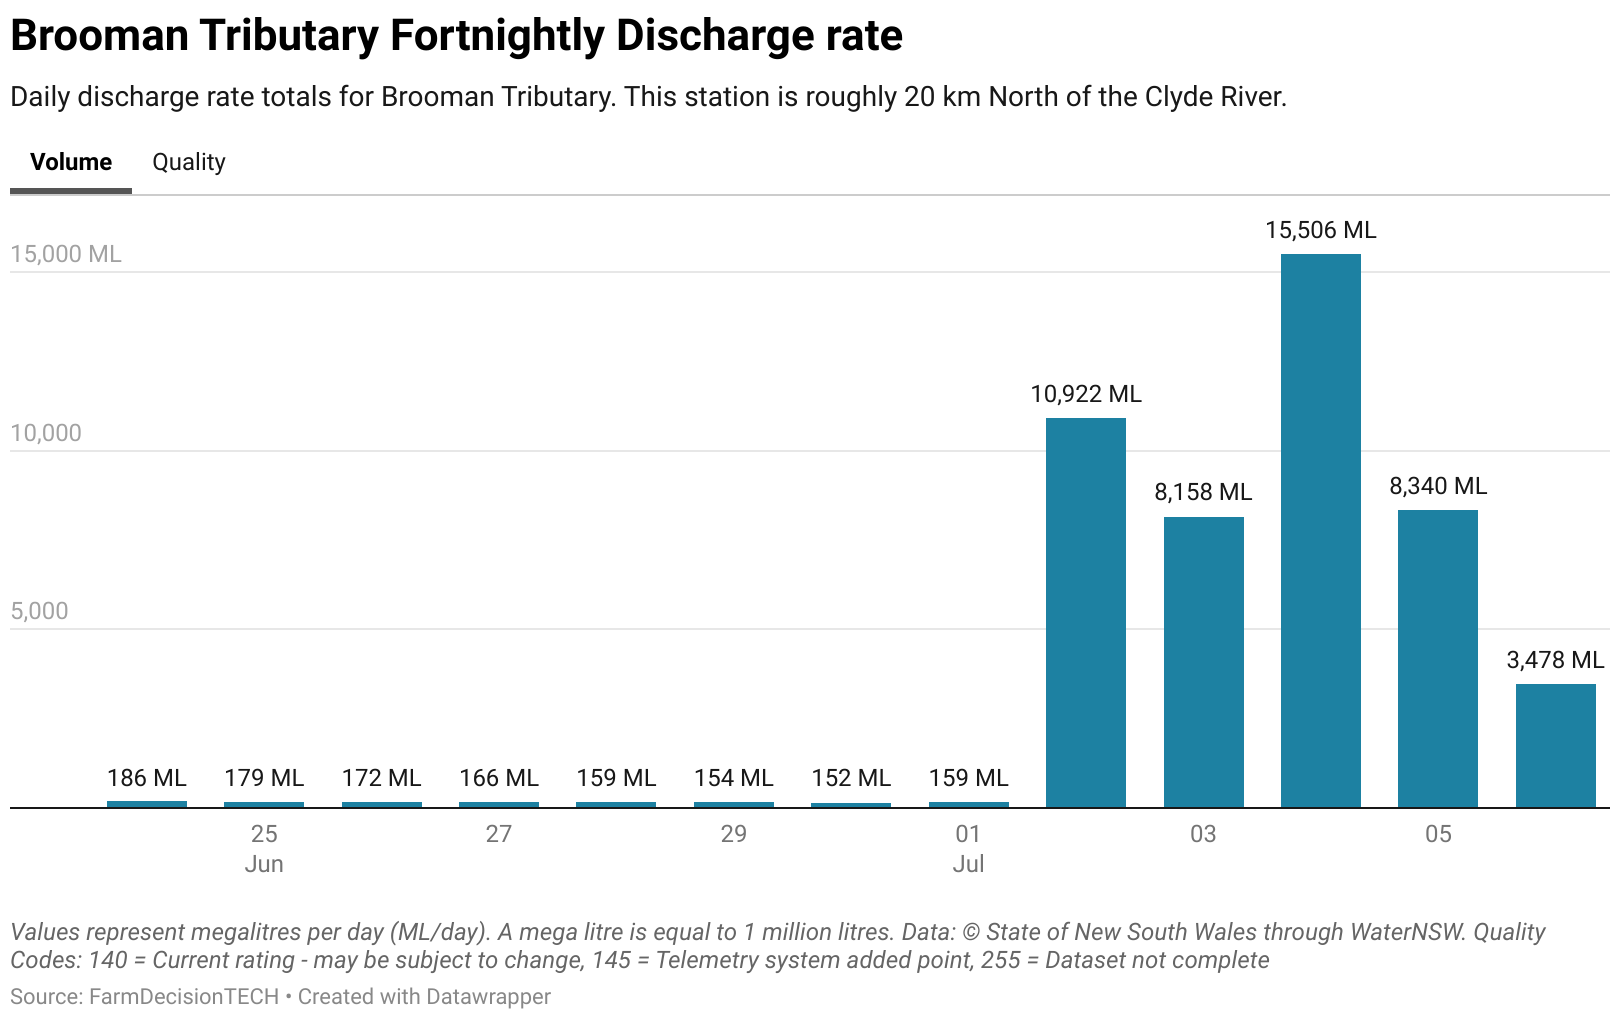 Brooman Tributary Fortnightly Discharge rate
Daily discharge rate totals for Brooman Tributary. This station is roughly 20 km North of the Clyde River.
Volume Quality
15,506 ML
15,000 ML
10,922 ML
10,000
8,340 ML
8,158 ML
5,000
3,478 ML
186 ML 179 ML 172 ML 166 ML 159 ML 154 ML 152 ML 159 ML
25 27 29 01 03 05
Jun Jul
Values represent megalitres per day (ML/day). A mega litre is equal to 1 million litres. Data: © State of New South Wales through WaterNSW. Quality
Codes: 140 = Current rating - may be subject to change, 145 = Telemetry system added point, 255 = Dataset not complete
Source: FarmDecisionTECH • Created with Datawrapper